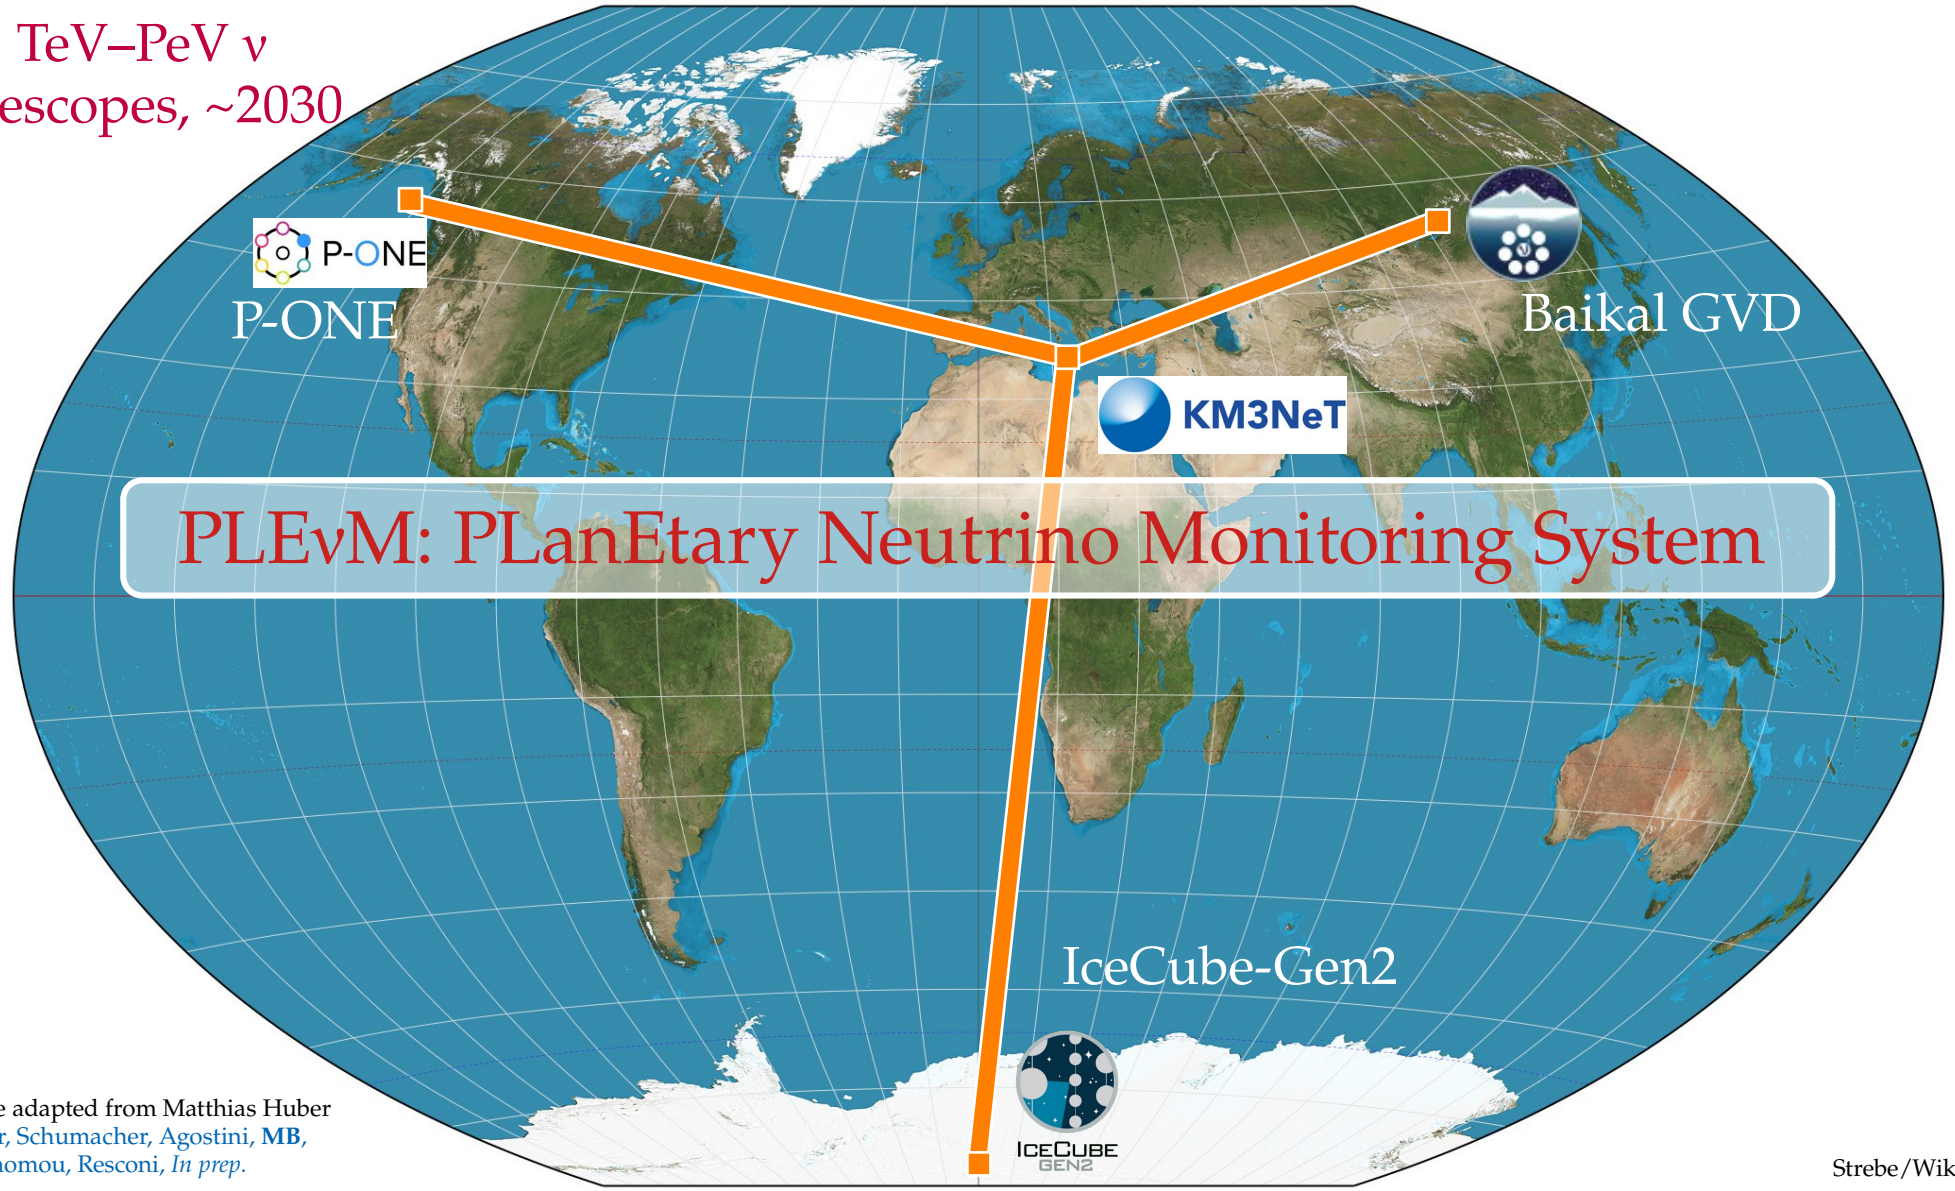 TeV–PeV ν
escopes, ~2030
P-ONE
P-ONE
Baikal GVD
KM3NeT
PLEνM: PLanEtary Neutrino Monitoring System
IceCube-Gen2
ICECUBE
GEN2
e adapted from Matthias Huber
r, Schumacher, Agostini, MB,
nomou, Resconi, In prep.
Strebe/Wik